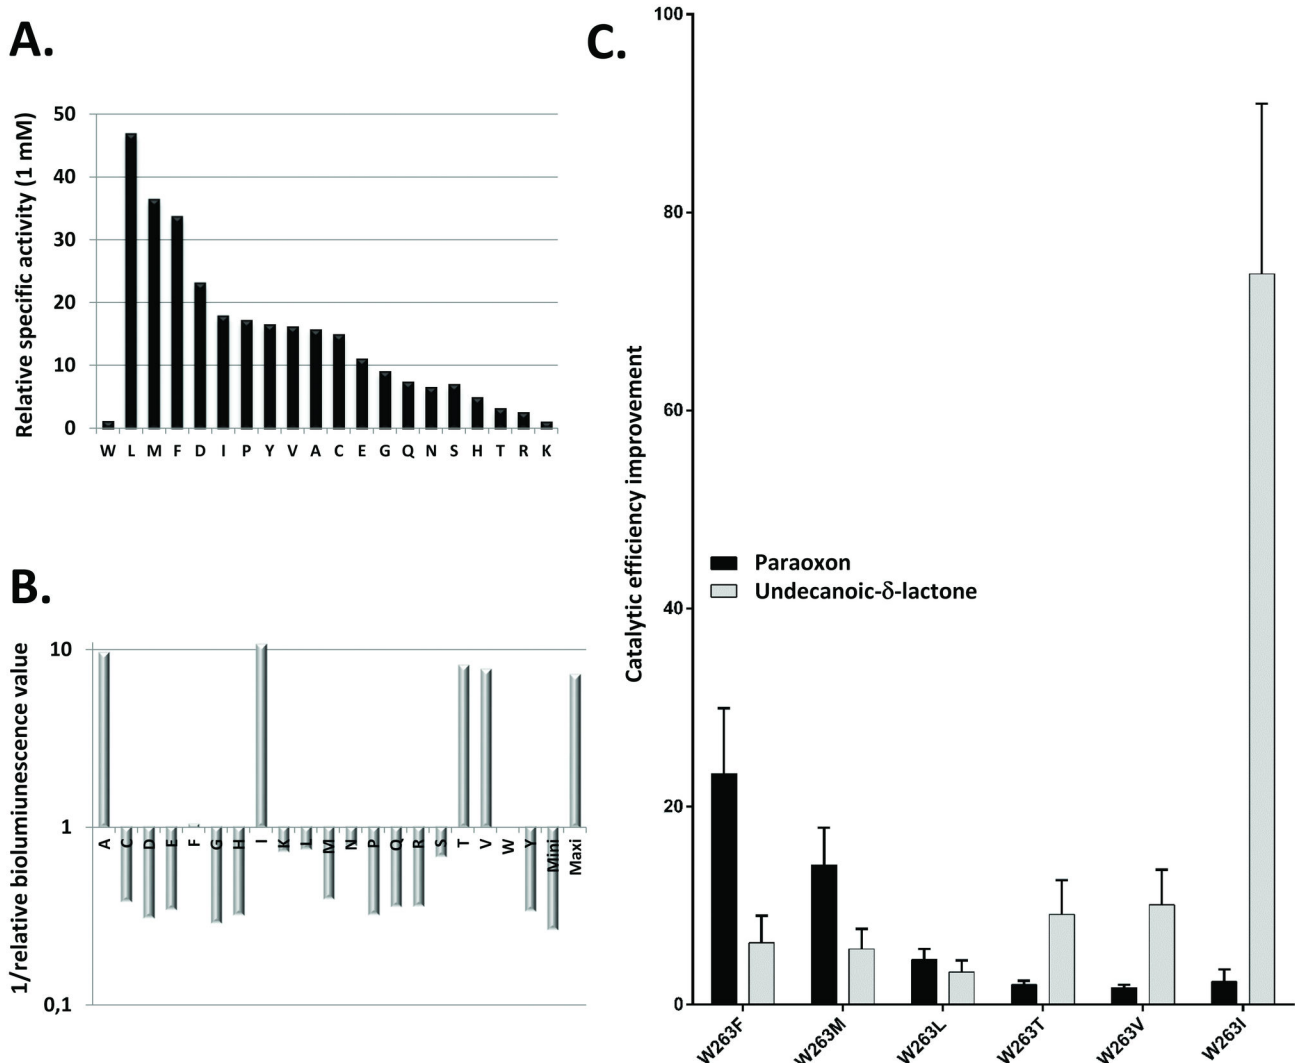 A.
Relative specific activity (1 mM)
50
40
30
20
10
0
W L M F D I P Y V A C E G Q N S H T R K
B.
1/relative biolumiunescence value
10
1
0,1
A C D E F G H I K L M N P Q R S T V W Y Mini Maxi
C.
Catalytic efficiency improvement
100
80
60
40
20
0
Paraoxon
Undecanoic-δ-lactone
W263F W263M W263L W263T W263V W263I